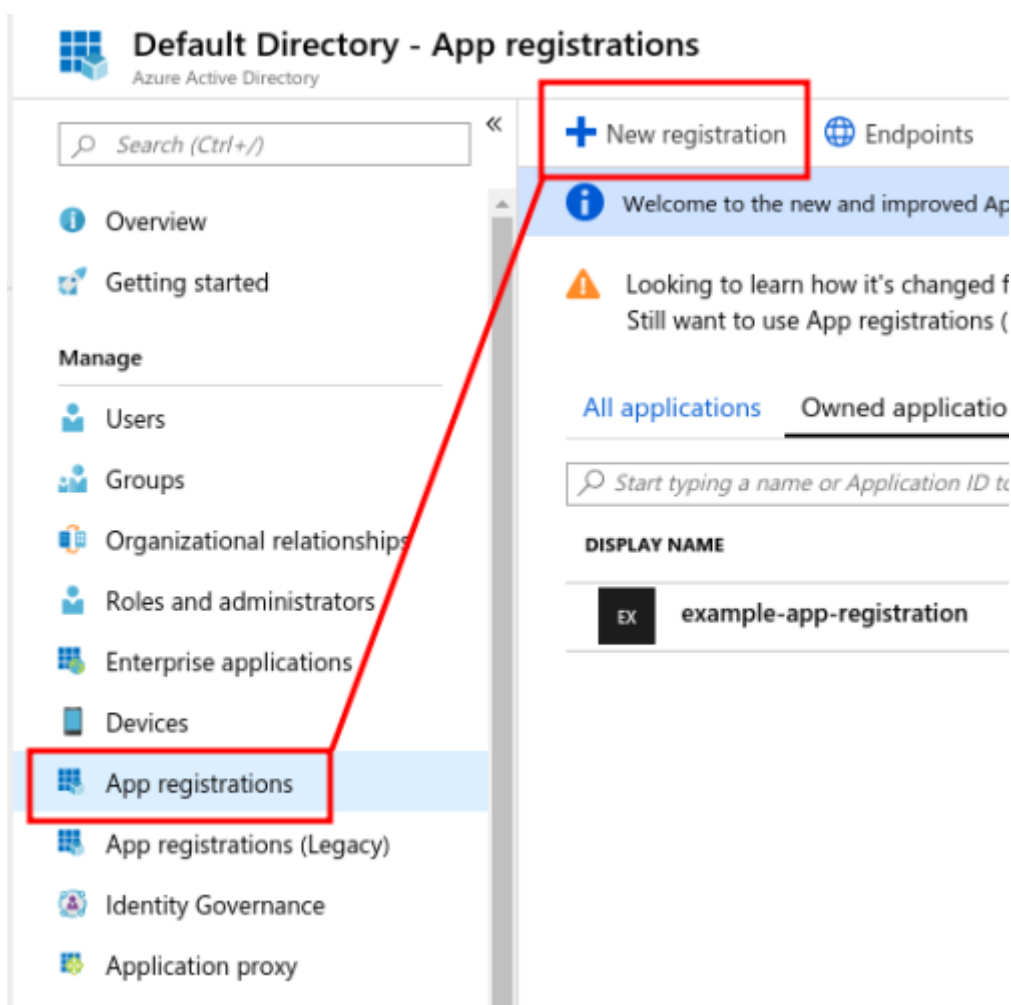 Default Directory - App registrations
Azure Active Directory
Search (Ctrl+/)
«
Overview
Getting started
Manage
Users
Groups
Organizational relationships
Roles and administrators
Enterprise applications
Devices
App registrations
App registrations (Legacy)
Identity Governance
Application proxy
New registration
Endpoints
Welcome to the new and improved Ap
Looking to learn how it's changed f
Still want to use App registrations (
All applications
Owned applicatio
Start typing a name or Application ID to
DISPLAY NAME
EX
example-app-registration